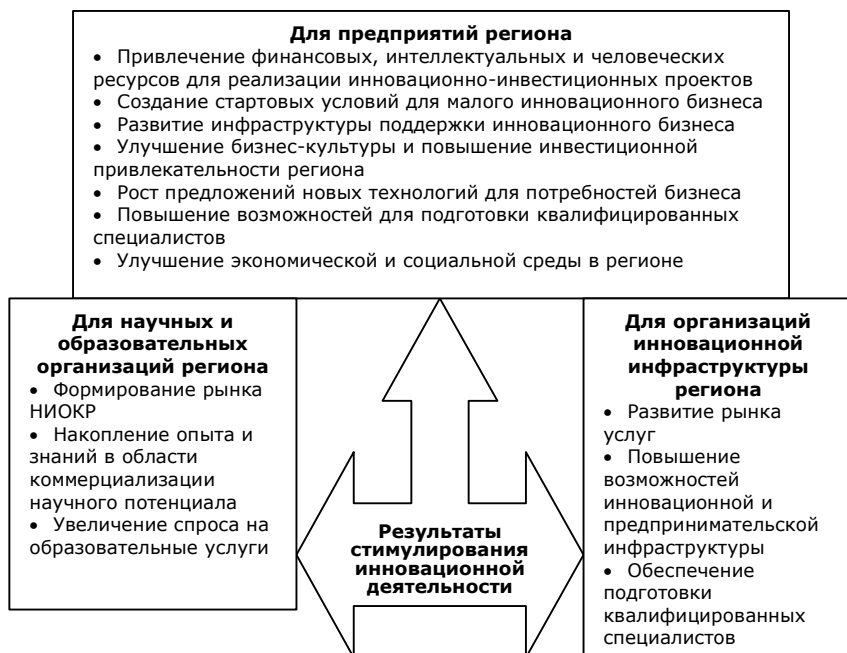 Для предприятий региона
• Привлечение финансовых, интеллектуальных и человеческих
ресурсов для реализации инновационно-инвестиционных проектов
• Создание стартовых условий для малого инновационного бизнеса
• Развитие инфраструктуры поддержки инновационного бизнеса
• Улучшение бизнес-культуры и повышение инвестиционной
привлекательности региона
• Рост предложений новых технологий для потребностей бизнеса
• Повышение возможностей для подготовки квалифицированных
специалистов
• Улучшение экономической и социальной среды в регионе
Для научных и
образовательных
организаций региона
• Формирование рынка
НИОКР
• Накопление опыта и
знаний в области
коммерциализации
научного потенциала
• Увеличение спроса на
образовательные услуги
Результаты
стимулирования
инновационной
деятельности
Для организаций
инновационной
инфраструктуры
региона
• Развитие рынка
услуг
• Повышение
возможностей
инновационной и
предпринимательской
инфраструктуры
• Обеспечение
подготовки
квалифицированных
специалистов